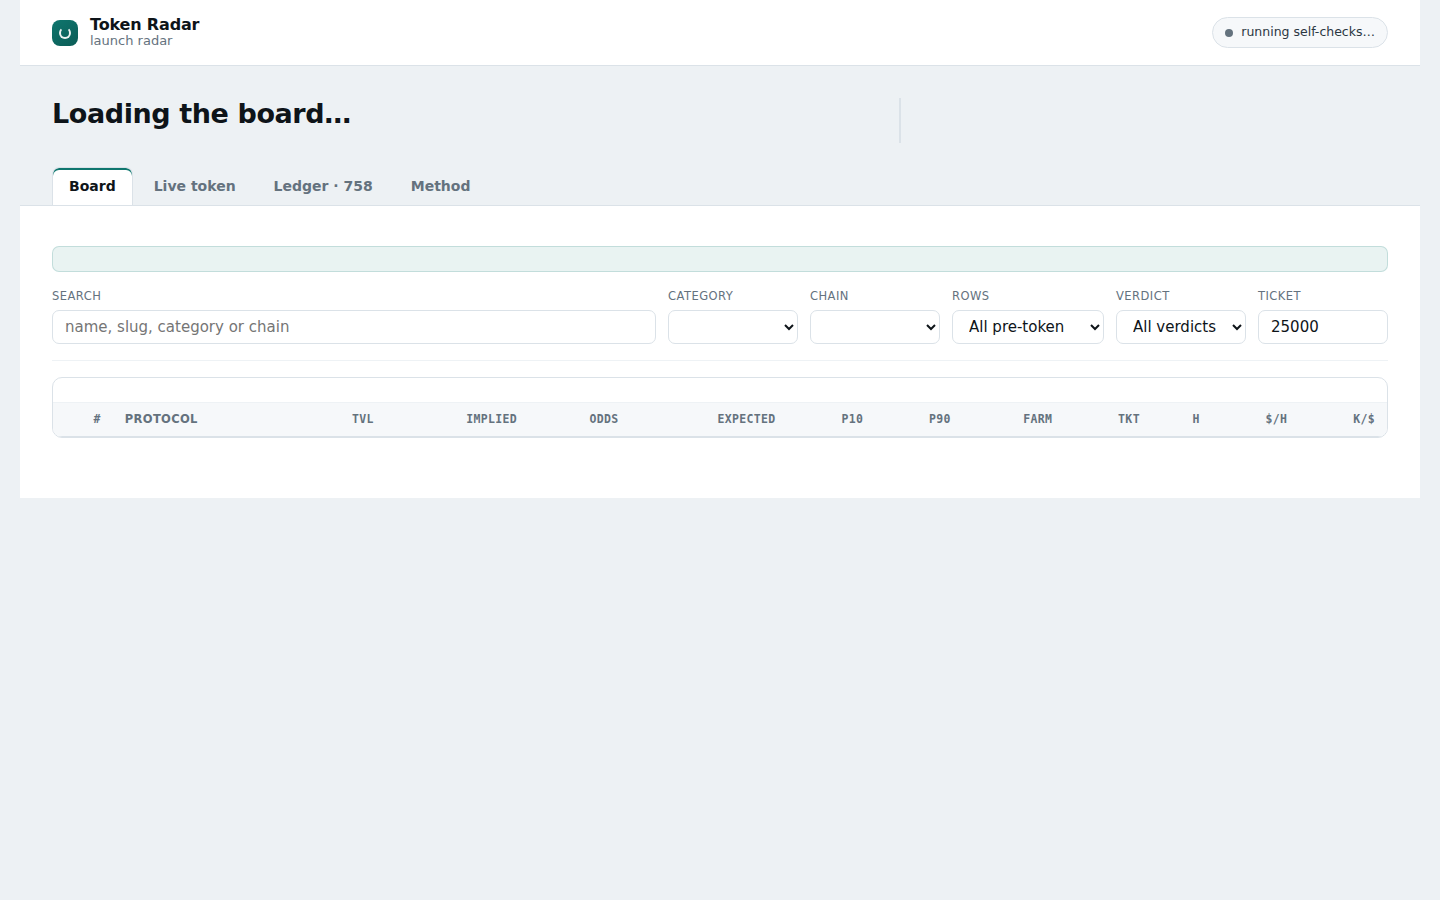 Token Radar
launch radar
running self-checks…
Loading the board…
Board
Live token
Ledger · 758
Method
SEARCH
CATEGORY
CHAIN
ROWS
VERDICT
TICKET
name, slug, category or chain
All pre-token
All verdicts
25000
# PROTOCOL TVL IMPLIED ODDS EXPECTED P10 P90 FARM TKT H $/H K/$